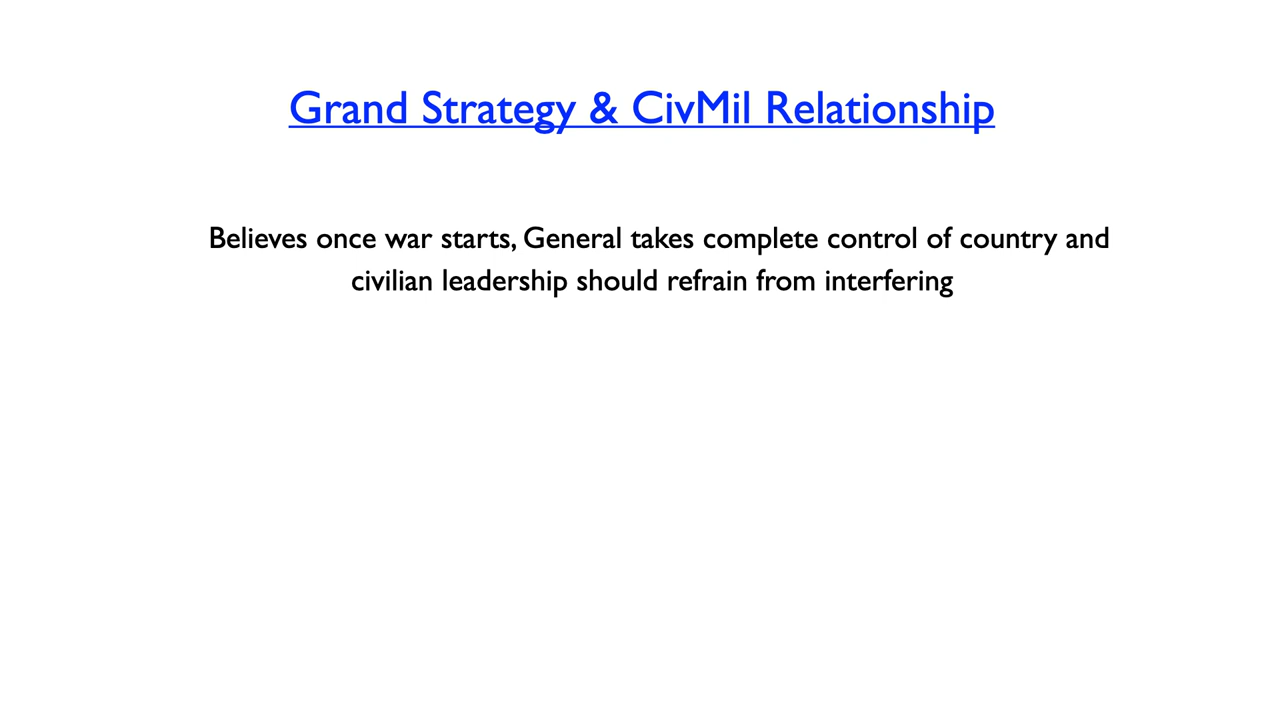 Grand Strategy & CivMil Relationship
Believes once war starts, General takes complete control of country and
civilian leadership should refrain from interfering